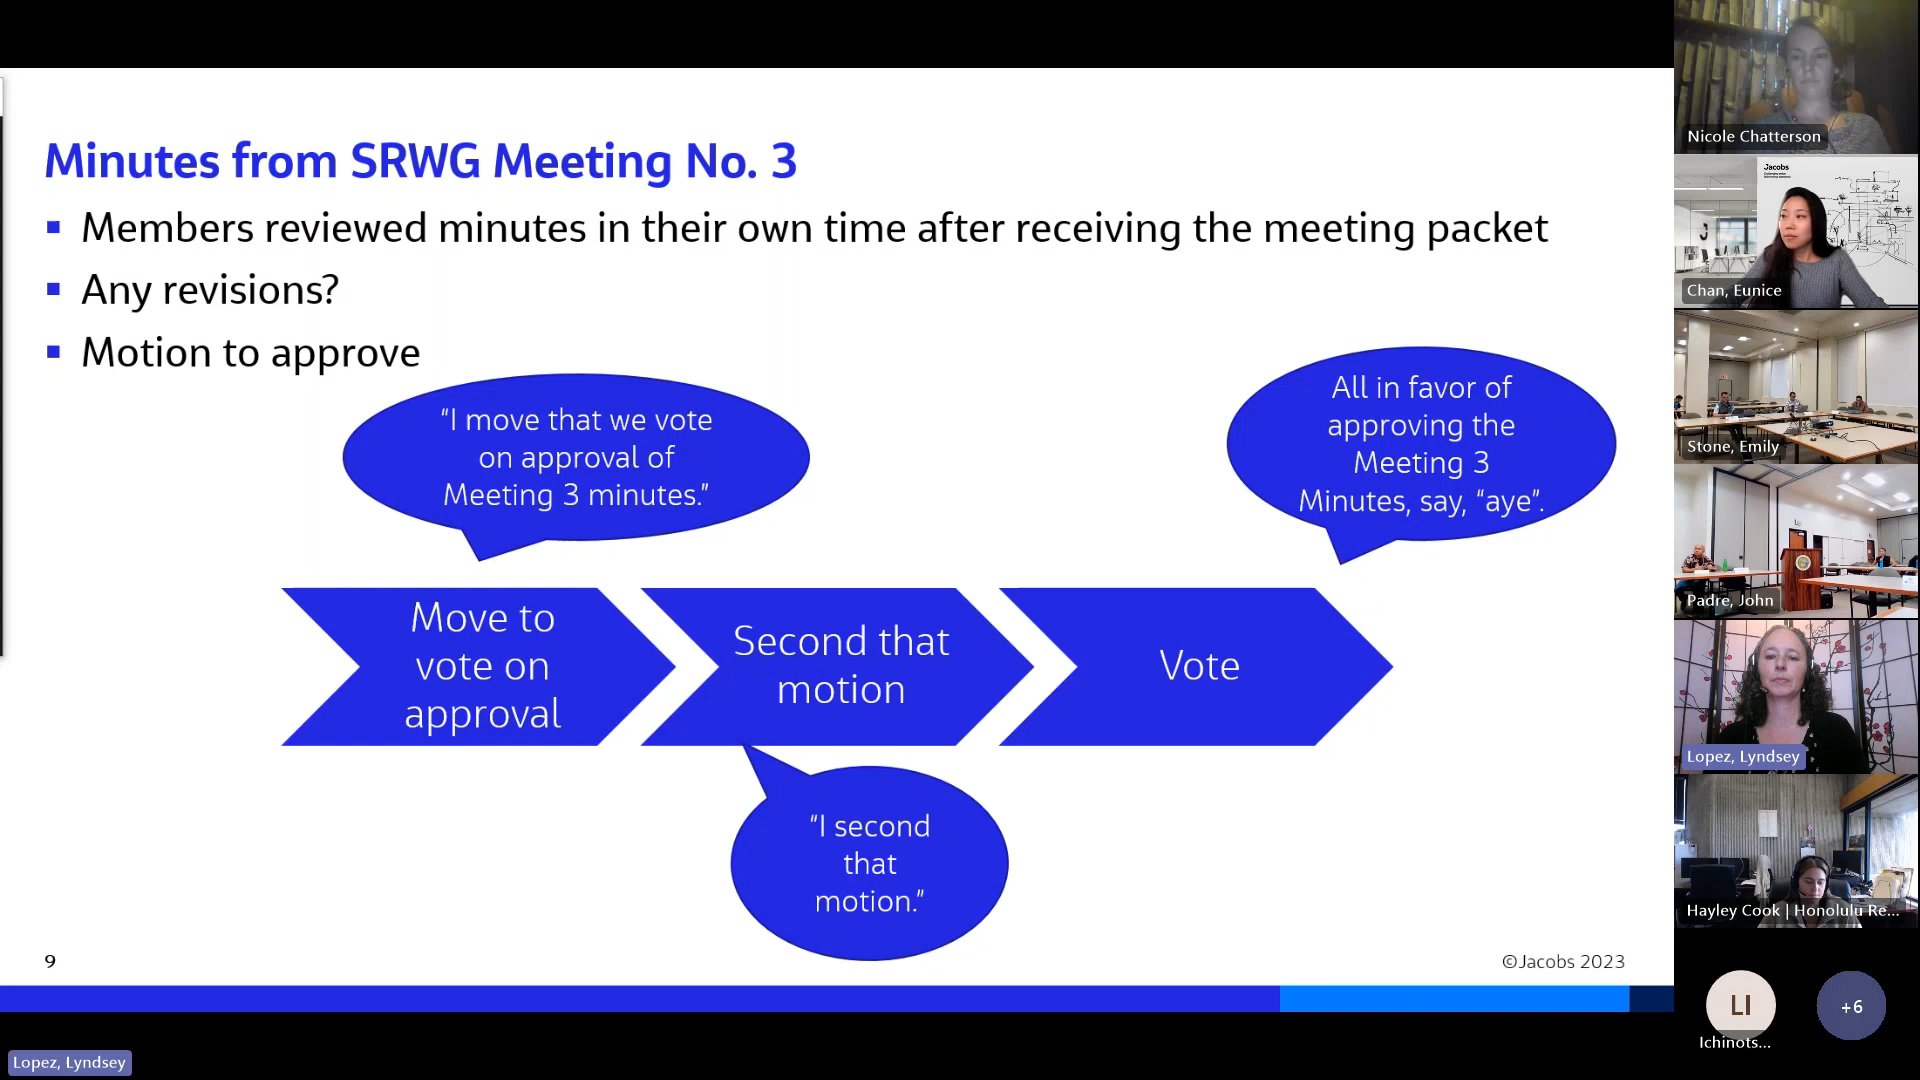 Minutes from SRWG Meeting No. 3
▪ Members reviewed minutes in their own time after receiving the meeting packet
▪ Any revisions?
▪ Motion to approve
“I move that we vote
on approval of
Meeting 3 minutes.”
All in favor of
approving the
Meeting 3
Minutes, say, “aye”.
Move to
vote on
approval
Second that
motion
Vote
“I second
that
motion.”
9
©Jacobs 2023
Lopez, Lyndsey
Nicole Chatterson
Jacobs
Chan, Eunice
Stone, Emily
Padre, John
Lopez, Lyndsey
Hayley Cook | Honolulu Re...
LI
Ichinots...
+6